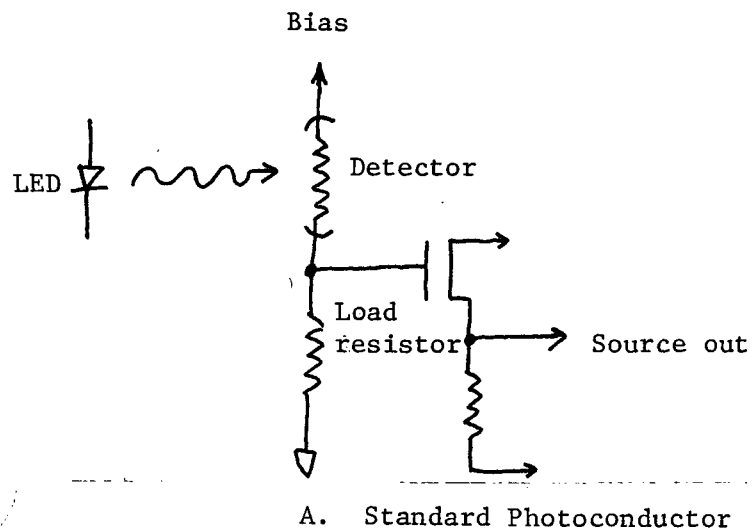 Bias
LED
Detector
Load
resistor
Source out
A. Standard Photoconductor